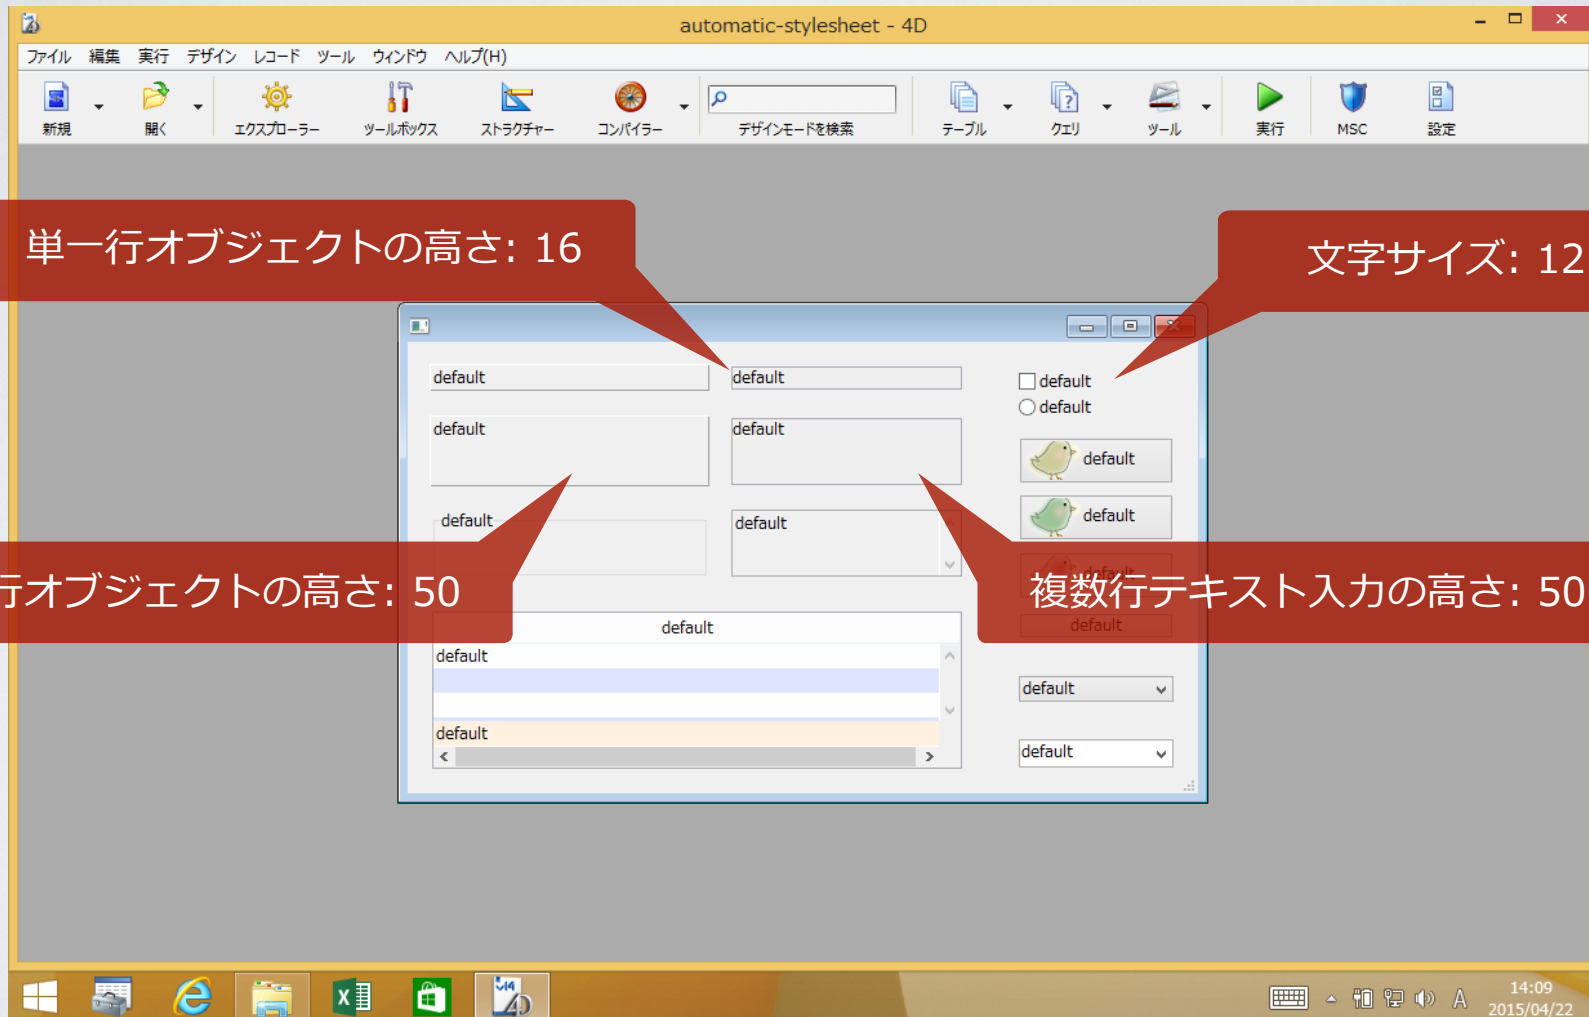 automatic-stylesheet - 4D
ファイル 編集 実行 デザイン レコード ツール ウィンドウ ヘルプ(H)
新規 開く エクスプローラー ツールボックス ストラクチャー コンパイラー デザインモードを検索 テーブル クエリ ツール 実行 MSC 設定
単一行オブジェクトの高さ: 16
文字サイズ: 12
default default default
default
default default
default
default
default default
default
行オブジェクトの高さ: 50
複数行テキスト入力の高さ: 50
default default
default
default
default
default
A 14:09
2015/04/22